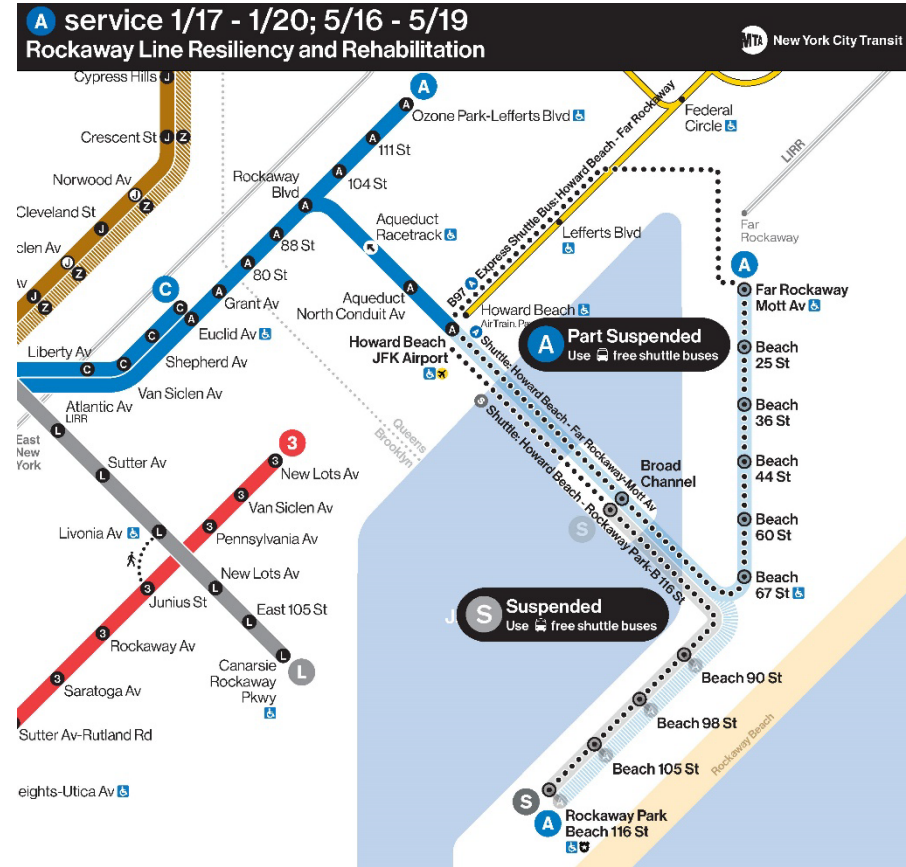 A service 1/17 - 1/20; 5/16 - 5/19
Rockaway Line Resiliency and Rehabilitation
MTA New York City Transit
Cypress Hills
J
A
Ozone Park-Lefferts Blvd
Federal
Circle
Crescent St
J Z
111 St
LIRR
Norwood Av
J
Z
Rockaway
Blvd
104 St
Cleveland St
J
Z
Aqueduct
Racetrack
Lefferts Blvd
Far
Rockaway
clen Av
88 St
80 St
B97 A Express Shuttle Bus: Howard Beach - Far Rockaway
A
C
Grant Av
Aqueduct
North Conduit Av
Howard Beach
AirTrain.
Far Rockaway
Mott Av
Euclid Av
Howard Beach
JFK Airport
A Part Suspended
Use free shuttle buses
Beach
25 St
Liberty Av
Shepherd Av
Van Siclen Av
A Shuttle: Howard Beach - Far Rockaway-Mott Av
S Shuttle: Howard Beach - Rockaway Park-B 116 St
Atlantic Av
LIRR
Beach
36 St
East
New
York
Queens
Brooklyn
3
New Lots Av
Sutter Av
Beach
44 St
Broad
Channel
Van Siclen Av
Livonia Av
Pennsylvania Av
S
Beach
60 St
New Lots Av
Beach
67 St
Junius St
East 105 St
S Suspended
Use free shuttle buses
Rockaway Av
Canarsie
Rockaway
Pkwy
L
Beach 90 St
Saratoga Av
Beach 98 St
Sutter Av-Rutland Rd
Beach 105 St
Rockaway Beach
eights-Utica Av
S
A
Rockaway Park
Beach 116 St